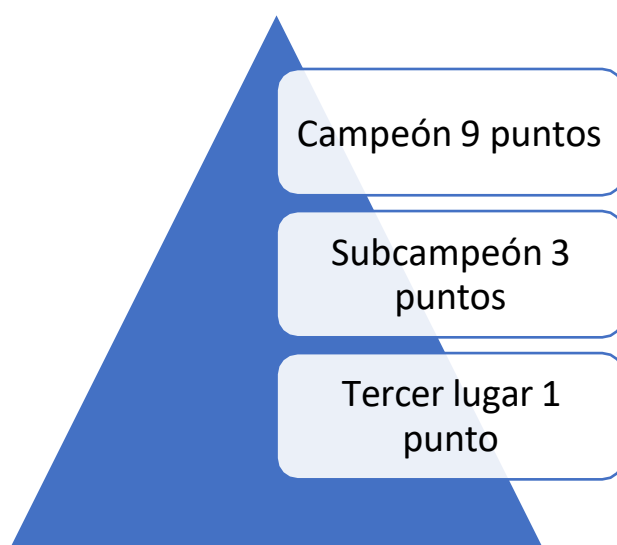 Campeón 9 puntos
Subcampeón 3
puntos
Tercer lugar 1
punto